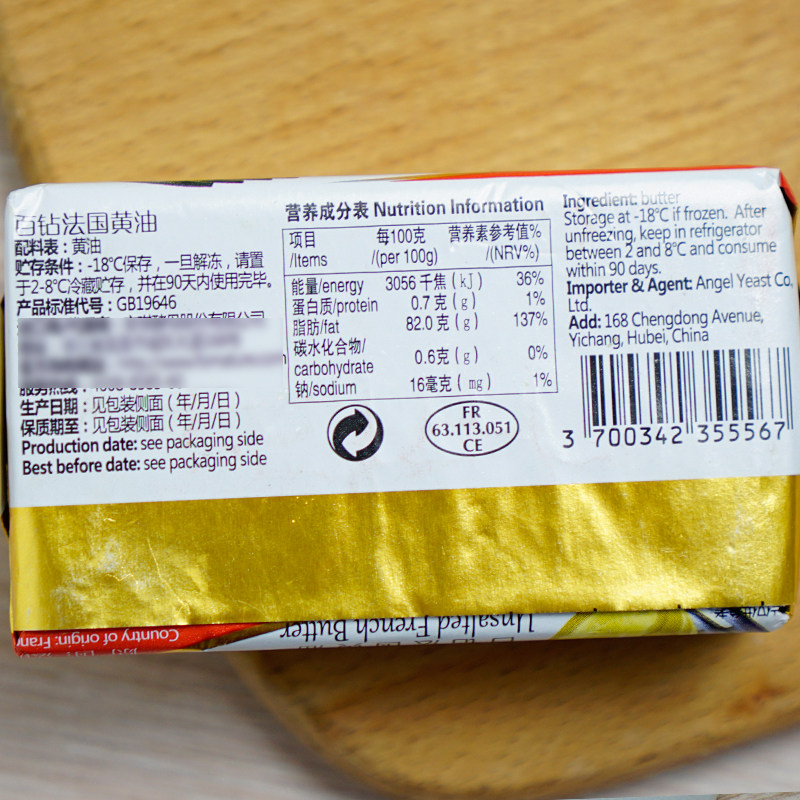 百钻法国黄油
配料表：黄油
贮存条件：-18℃保存，一旦解冻，请置
于2-8℃冷藏贮存，并在90天内使用完毕。
产品标准代号：GB19646
生产日期：见包装侧面（年/月/日）
保质期至：见包装侧面（年/月/日）
Production date: see packaging side
Best before date: see packaging side
营养成分表 Nutrition Information
项目 每100克 营养素参考值%
/Items /(per 100g) /(NRV%)
能量/energy 3056 千焦（kJ） 36%
蛋白质/protein 0.7 克（g） 1%
脂肪/fat 82.0 克（g） 137%
碳水化合物/
carbohydrate 0.6克（g） 0%
钠/sodium 16毫克（mg） 1%
FR
63.113.051
CE
Ingredient: butter
Storage at -18℃ if frozen. After
unfreezing, keep in refrigerator
between 2 and 8℃ and consume
within 90 days.
Importer & Agent: Angel Yeast Co.,
Ltd.
Add: 168 Chengdong Avenue,
Yichang, Hubei, China
3 700342 355567
Unsalted French Butter
Country of origin: